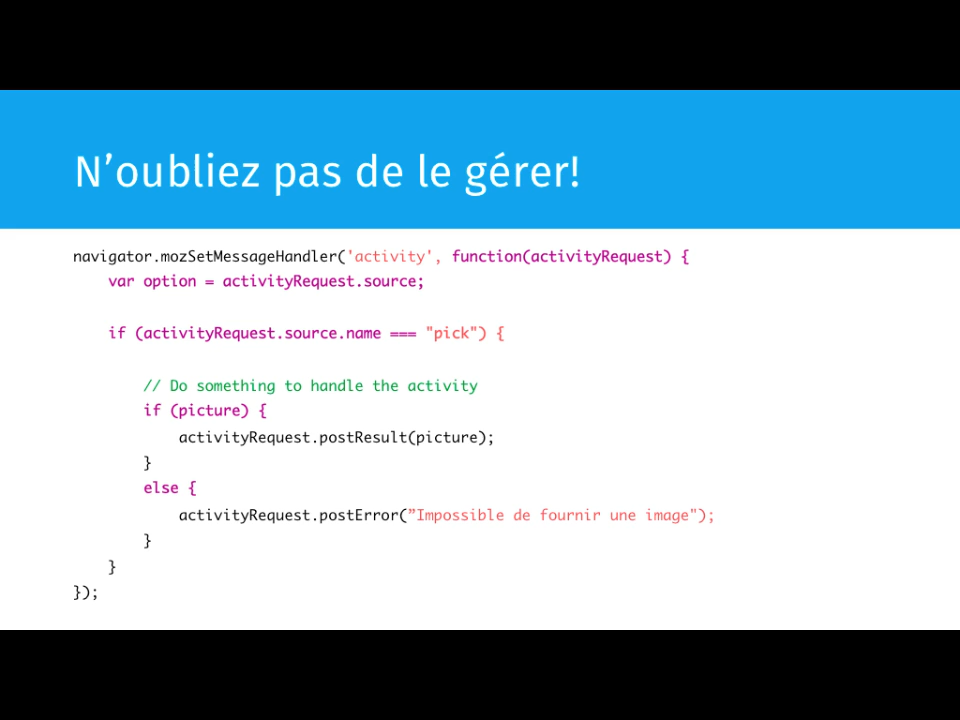 N’oubliez pas de le gérer!
navigator.mozSetMessageHandler('activity', function(activityRequest) {
var option = activityRequest.source;
if (activityRequest.source.name === "pick") {
// Do something to handle the activity
if (picture) {
activityRequest.postResult(picture);
}
else {
activityRequest.postError(”Impossible de fournir une image");
}
}
});